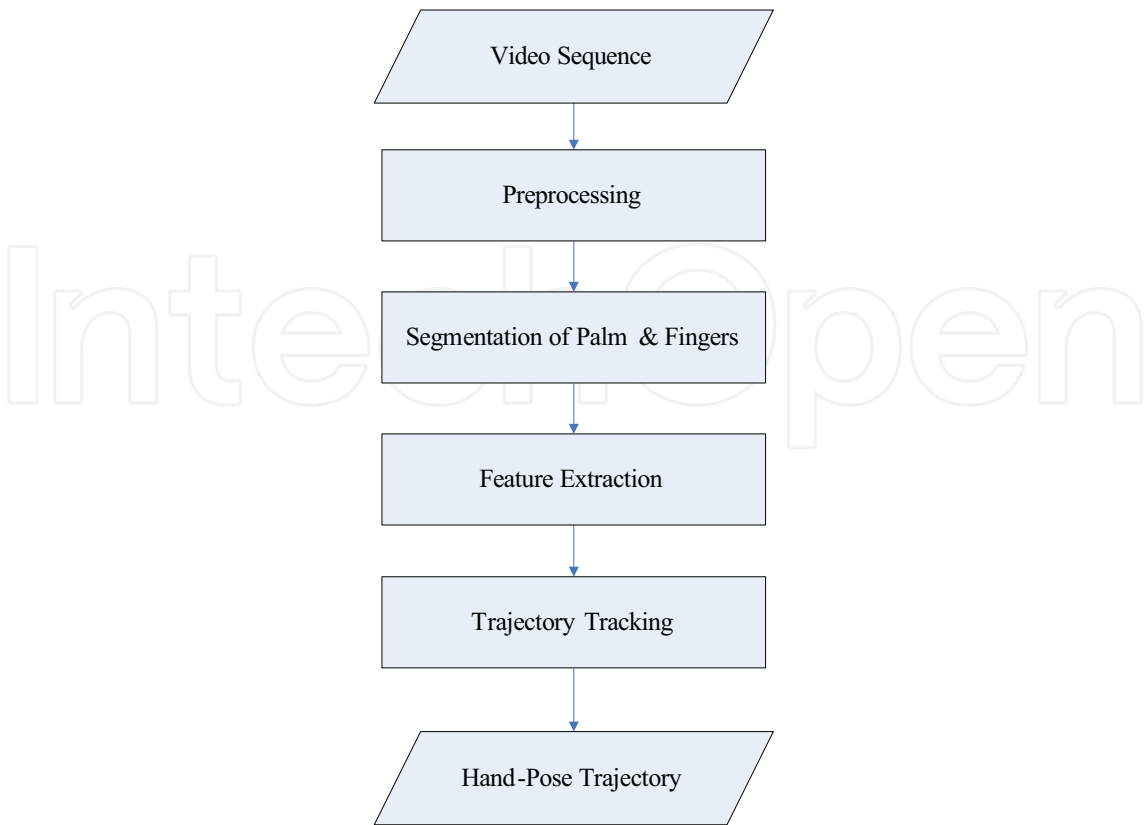 Video Sequence
Preprocessing
IntechOpen
Segmentation of Palm & Fingers
Feature Extraction
Trajectory Tracking
Hand-Pose Trajectory